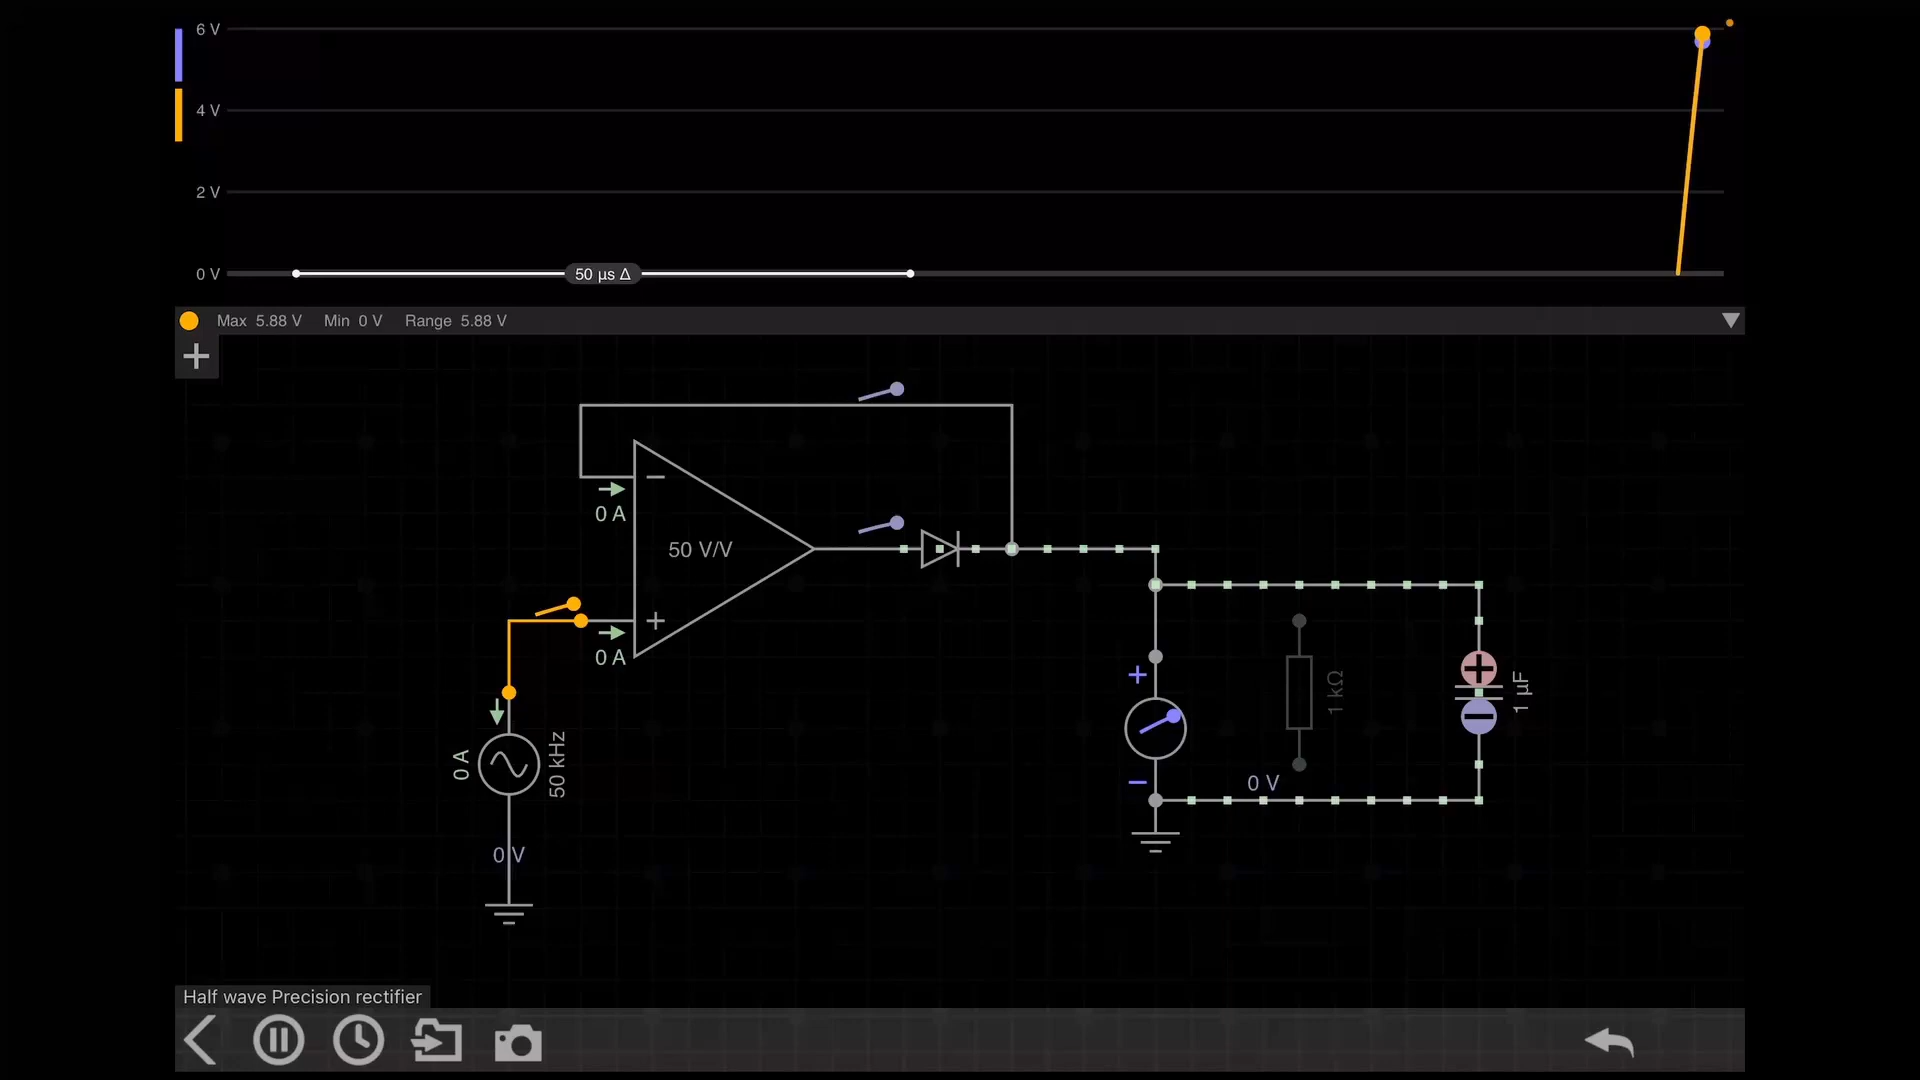 6 V
4 V
2 V
0 V
50 µs Δ
Max 5.88 V Min 0 V Range 5.88 V
0 A
50 V/V
0 A
1 kΩ
1 µF
0 A
50 kHz
0 V
0 V
Half wave Precision rectifier